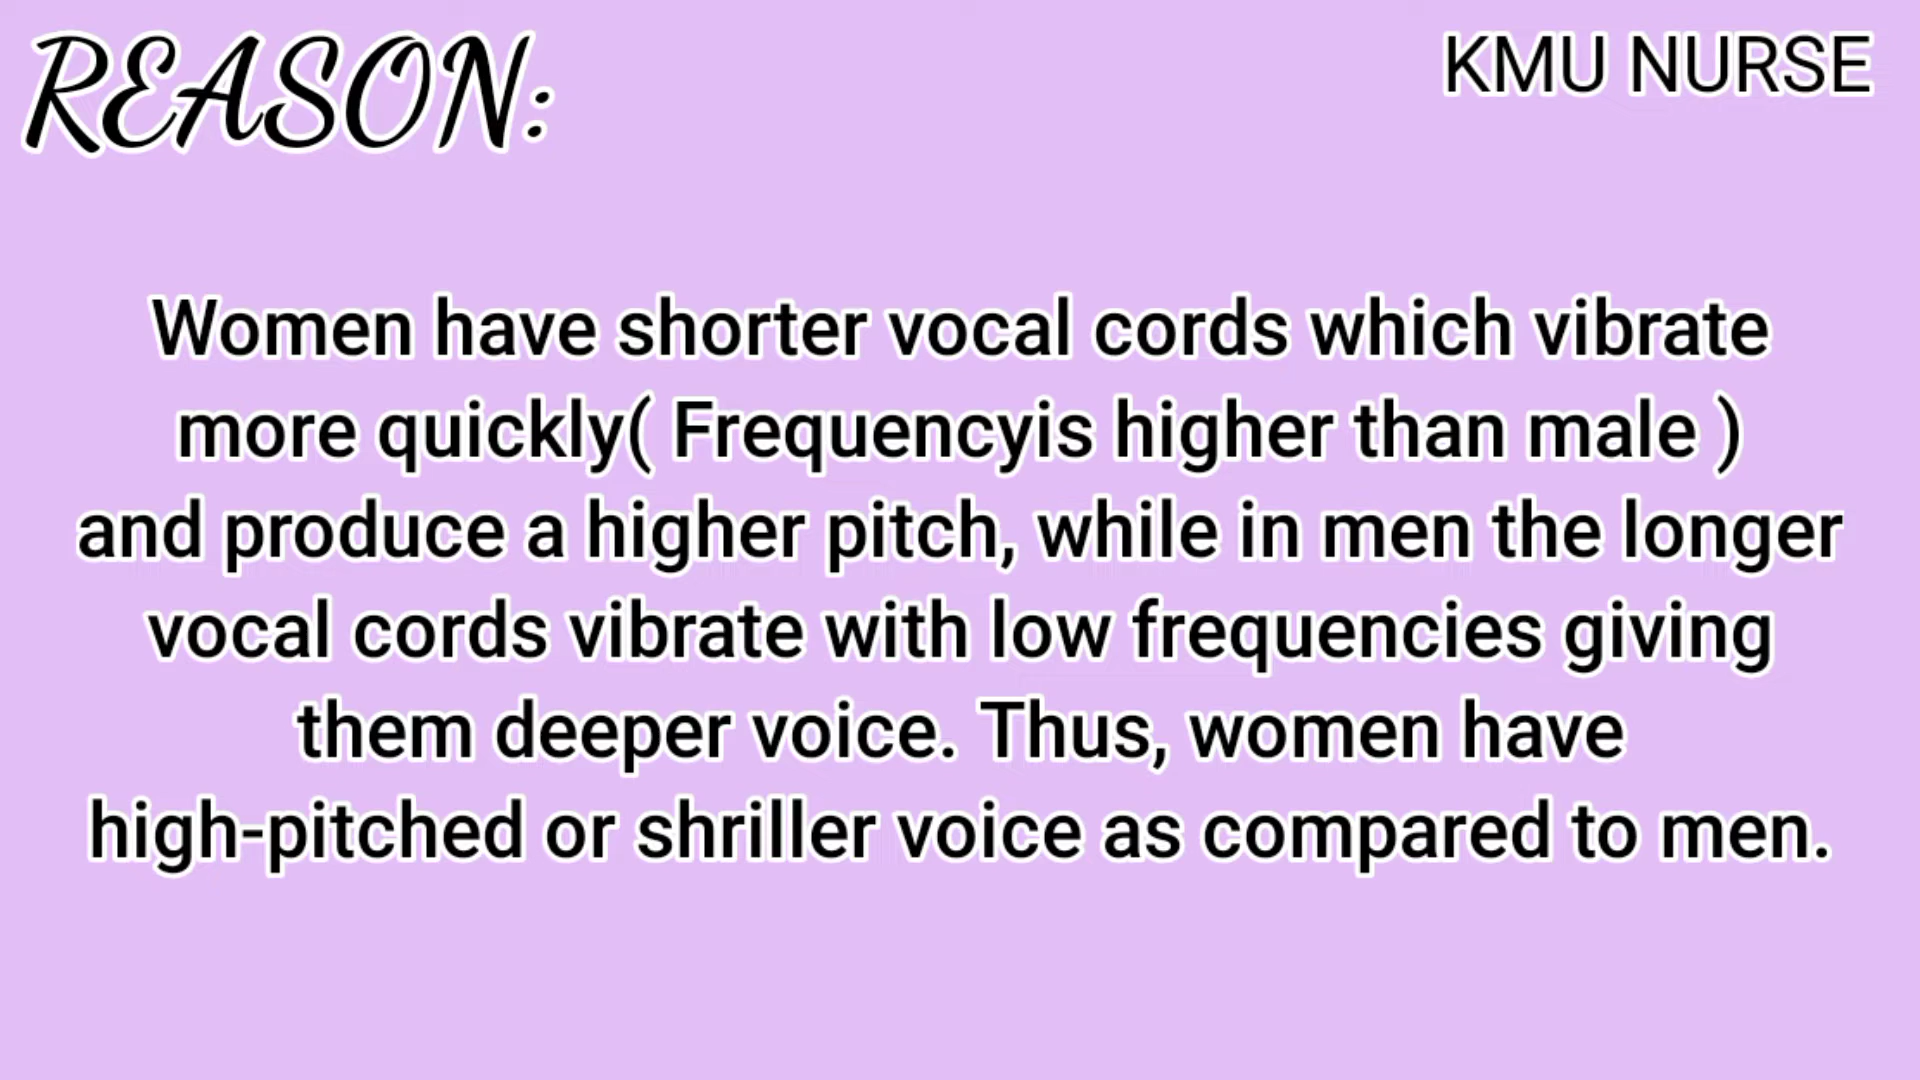 REASON:
KMU NURSE
Women have shorter vocal cords which vibrate
more quickly( Frequencyis higher than male )
and produce a higher pitch, while in men the longer
vocal cords vibrate with low frequencies giving
them deeper voice. Thus, women have
high-pitched or shriller voice as compared to men.